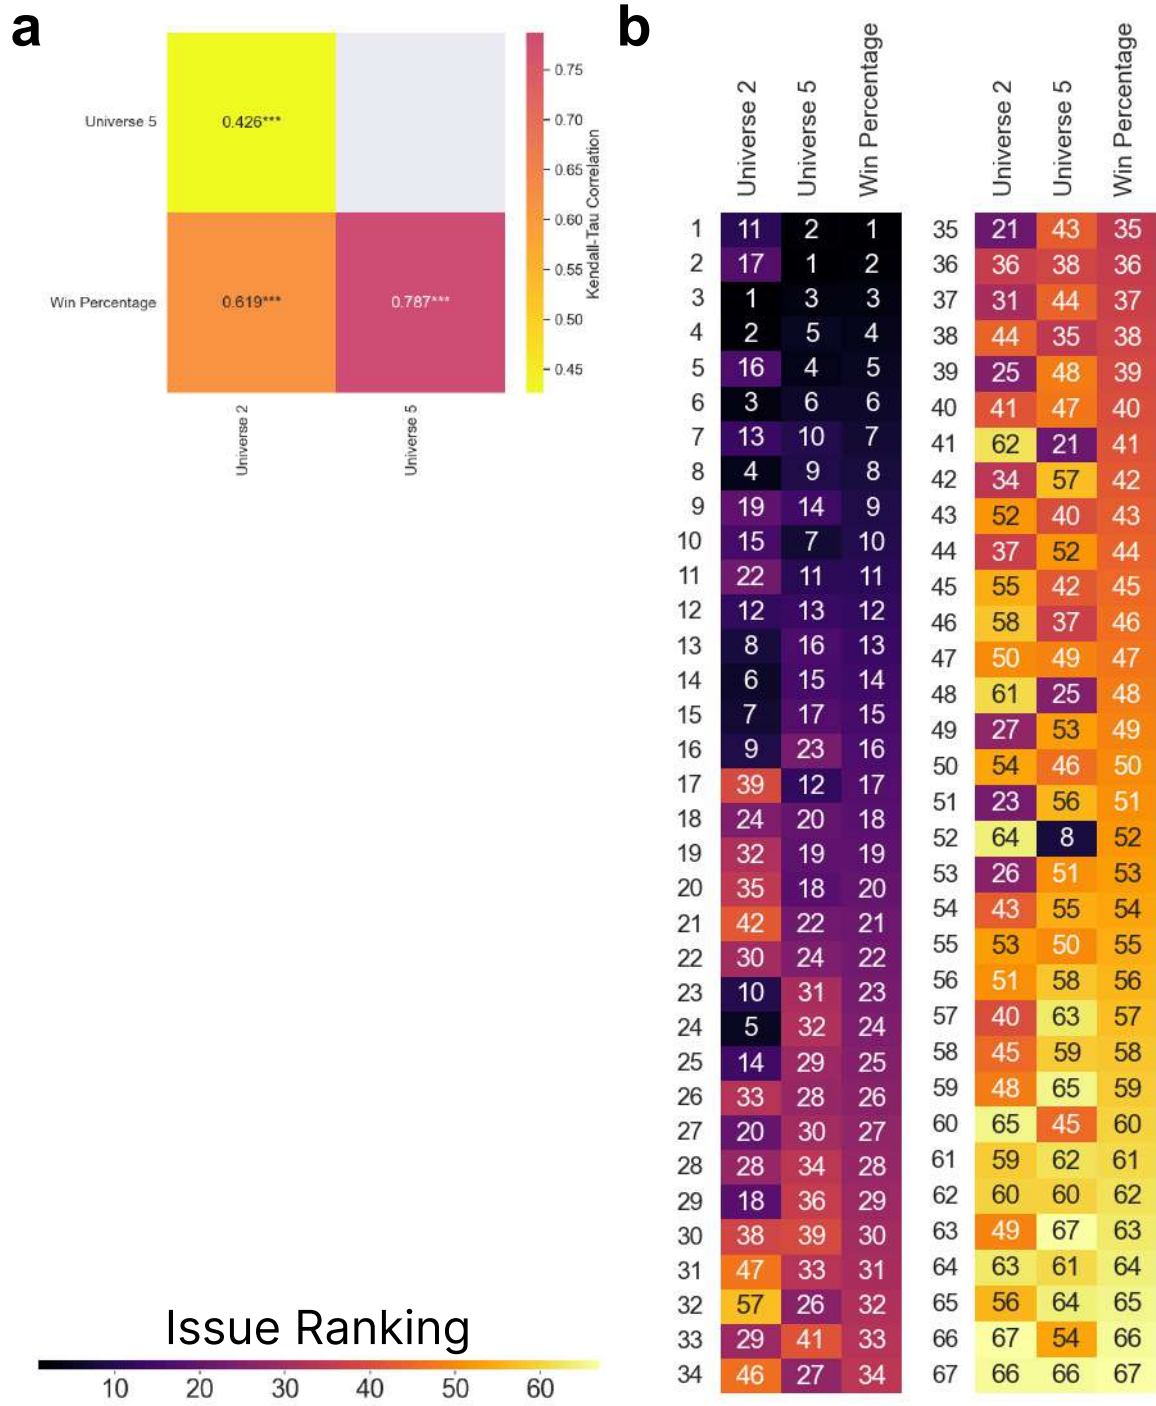 a
Universe 5
0.426***
Win Percentage
0.619***
0.787***
Universe 2
Universe 5
0.75
0.70
0.65
0.60
0.55
0.50
0.45
Kendall-Tau Correlation
Issue Ranking
10 20 30 40 50 60
b
Universe 2 Universe 5 Win Percentage
1 11 2 1
2 17 1 2
3 1 3 3
4 2 5 4
5 16 4 5
6 3 6 6
7 13 10 7
8 4 9 8
9 19 14 9
10 15 7 10
11 22 11 11
12 12 13 12
13 8 16 13
14 6 15 14
15 7 17 15
16 9 23 16
17 39 12 17
18 24 20 18
19 32 19 19
20 35 18 20
21 42 22 21
22 30 24 22
23 10 31 23
24 5 32 24
25 14 29 25
26 33 28 26
27 20 30 27
28 28 34 28
29 18 36 29
30 38 39 30
31 47 33 31
32 57 26 32
33 29 41 33
34 46 27 34
Universe 2 Universe 5 Win Percentage
35 21 43 35
36 36 38 36
37 31 44 37
38 44 35 38
39 25 48 39
40 41 47 40
41 62 21 41
42 34 57 42
43 52 40 43
44 37 52 44
45 55 42 45
46 58 37 46
47 50 49 47
48 61 25 48
49 27 53 49
50 54 46 50
51 23 56 51
52 64 8 52
53 26 51 53
54 43 55 54
55 53 50 55
56 51 58 56
57 40 63 57
58 45 59 58
59 48 65 59
60 65 45 60
61 59 62 61
62 60 60 62
63 49 67 63
64 63 61 64
65 56 64 65
66 67 54 66
67 66 66 67